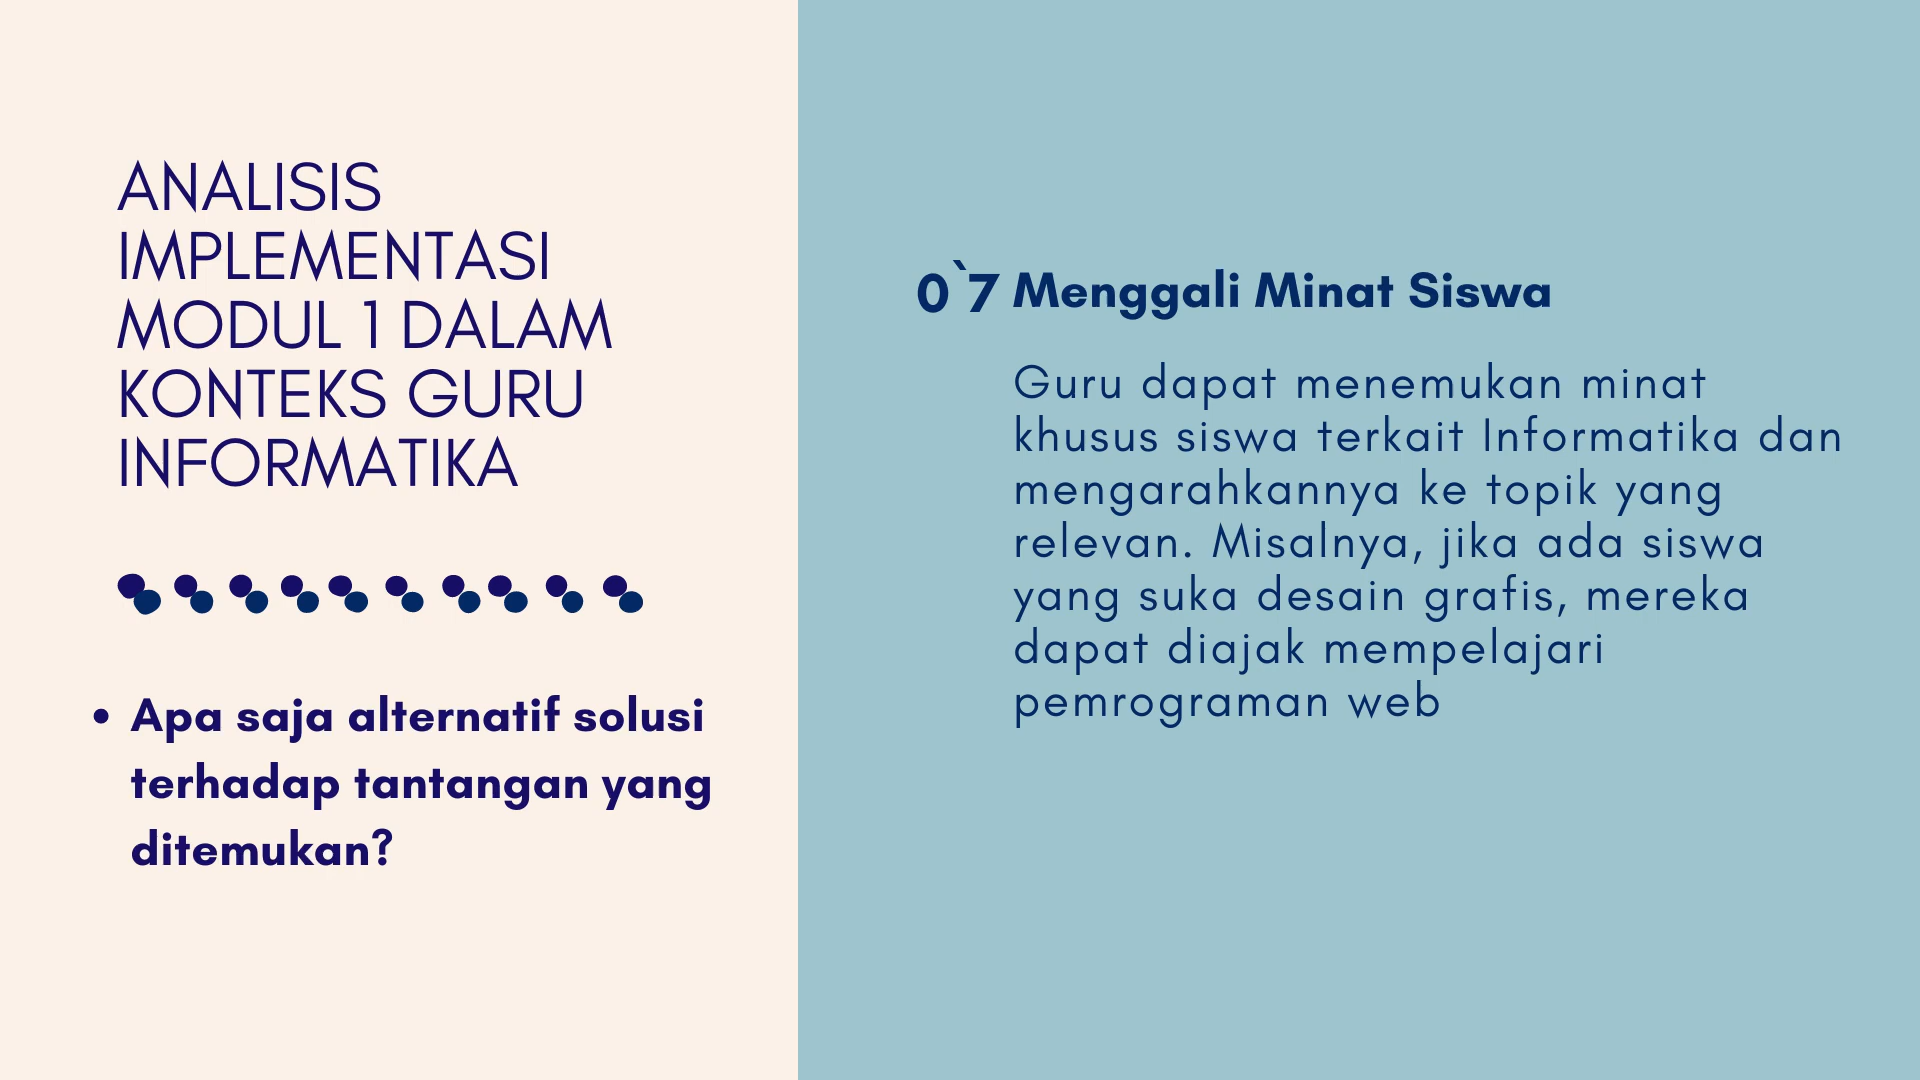 ANALISIS
IMPLEMENTASI
MODUL 1 DALAM
KONTEKS GURU
INFORMATIKA
• Apa saja alternatif solusi
terhadap tantangan yang
ditemukan?
0`7 Menggali Minat Siswa
Guru dapat menemukan minat
khusus siswa terkait Informatika dan
mengarahkannya ke topik yang
relevan. Misalnya, jika ada siswa
yang suka desain grafis, mereka
dapat diajak mempelajari
pemrograman web